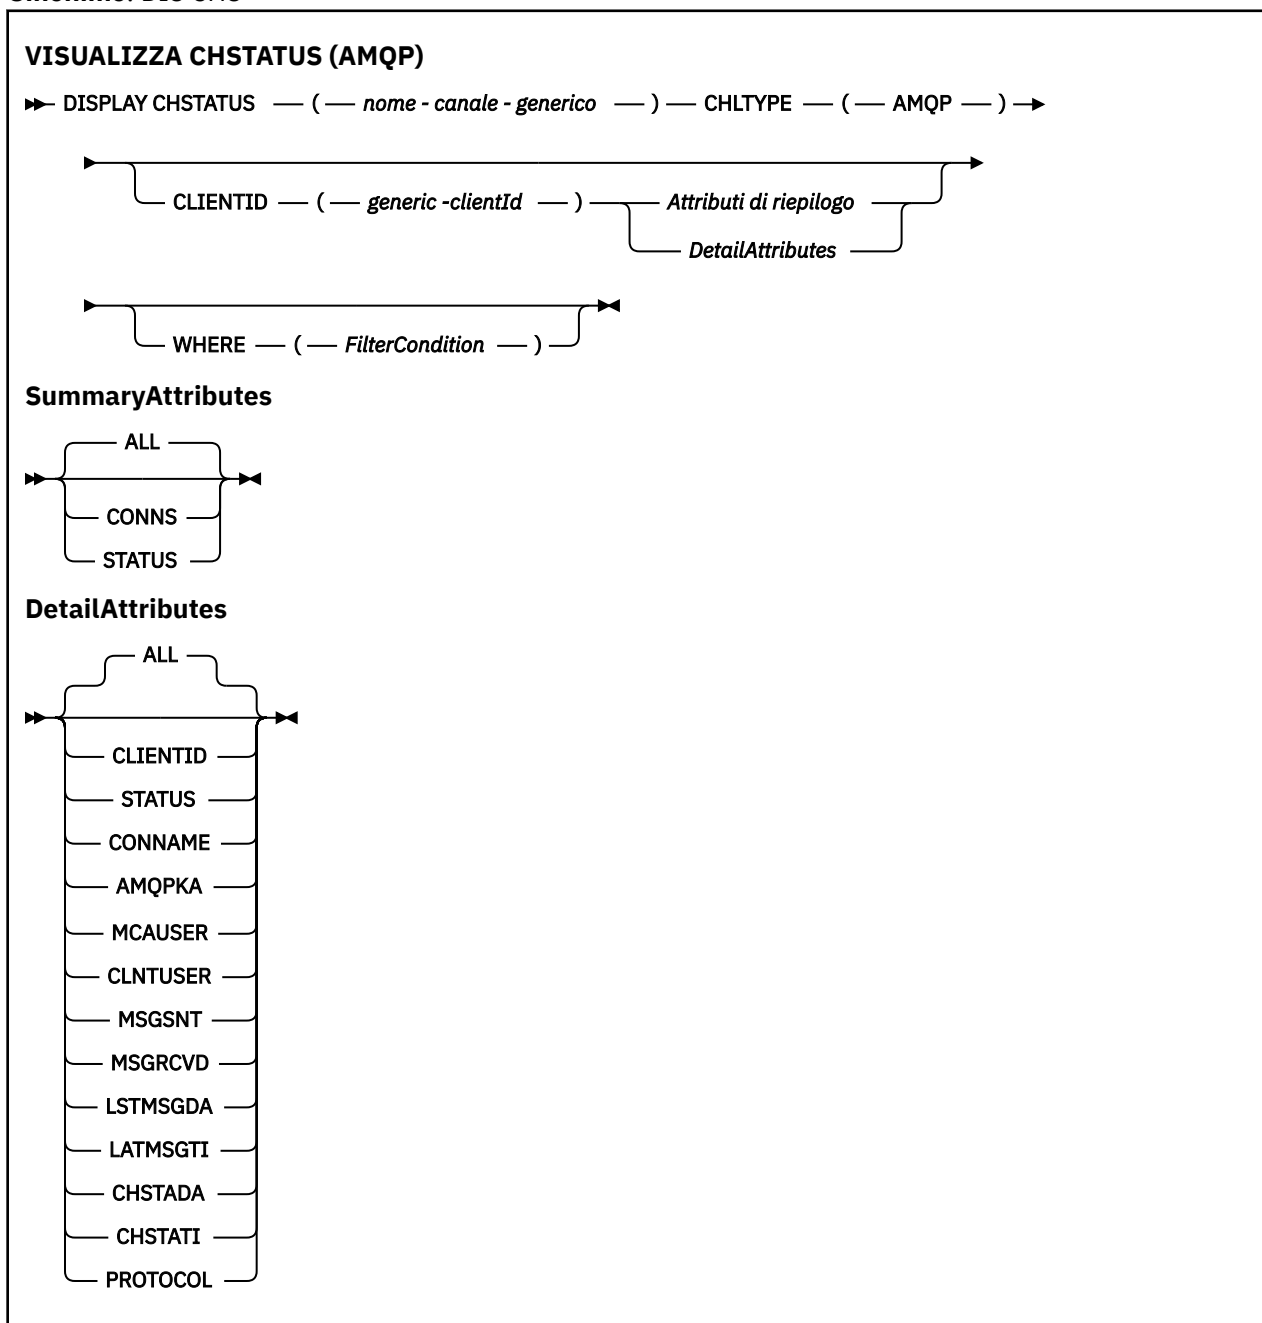 VISUALIZZA CHSTATUS (AMQP)
DISPLAY CHSTATUS ( nome - canale - generico ) CHLTYPE ( AMQP )
CLIENTID ( generic -clientId ) Attributi di riepilogo
DetailAttributes
WHERE ( FilterCondition )
SummaryAttributes
ALL
CONNS
STATUS
DetailAttributes
ALL
CLIENTID
STATUS
CONNAME
AMQPKA
MCAUSER
CLNTUSER
MSGSNT
MSGRCVD
LSTMSGDA
LATMSGTI
CHSTADA
CHSTATI
PROTOCOL